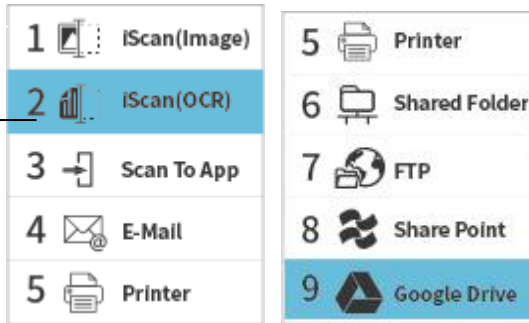 1 iScan(Image)
2 iScan(OCR)
3 Scan To App
4 E-Mail
5 Printer
5 Printer
6 Shared Folder
7 FTP
8 Share Point
9 Google Drive